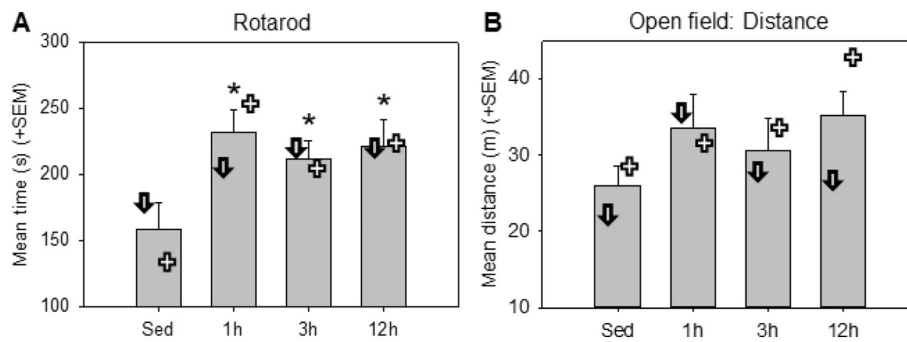 A
Rotarod
Mean time (s) (+SEM)
300
250
200
150
100
*
*
*
Sed 1h 3h 12h
B
Open field: Distance
Mean distance (m) (+SEM)
40
30
20
10
Sed 1h 3h 12h